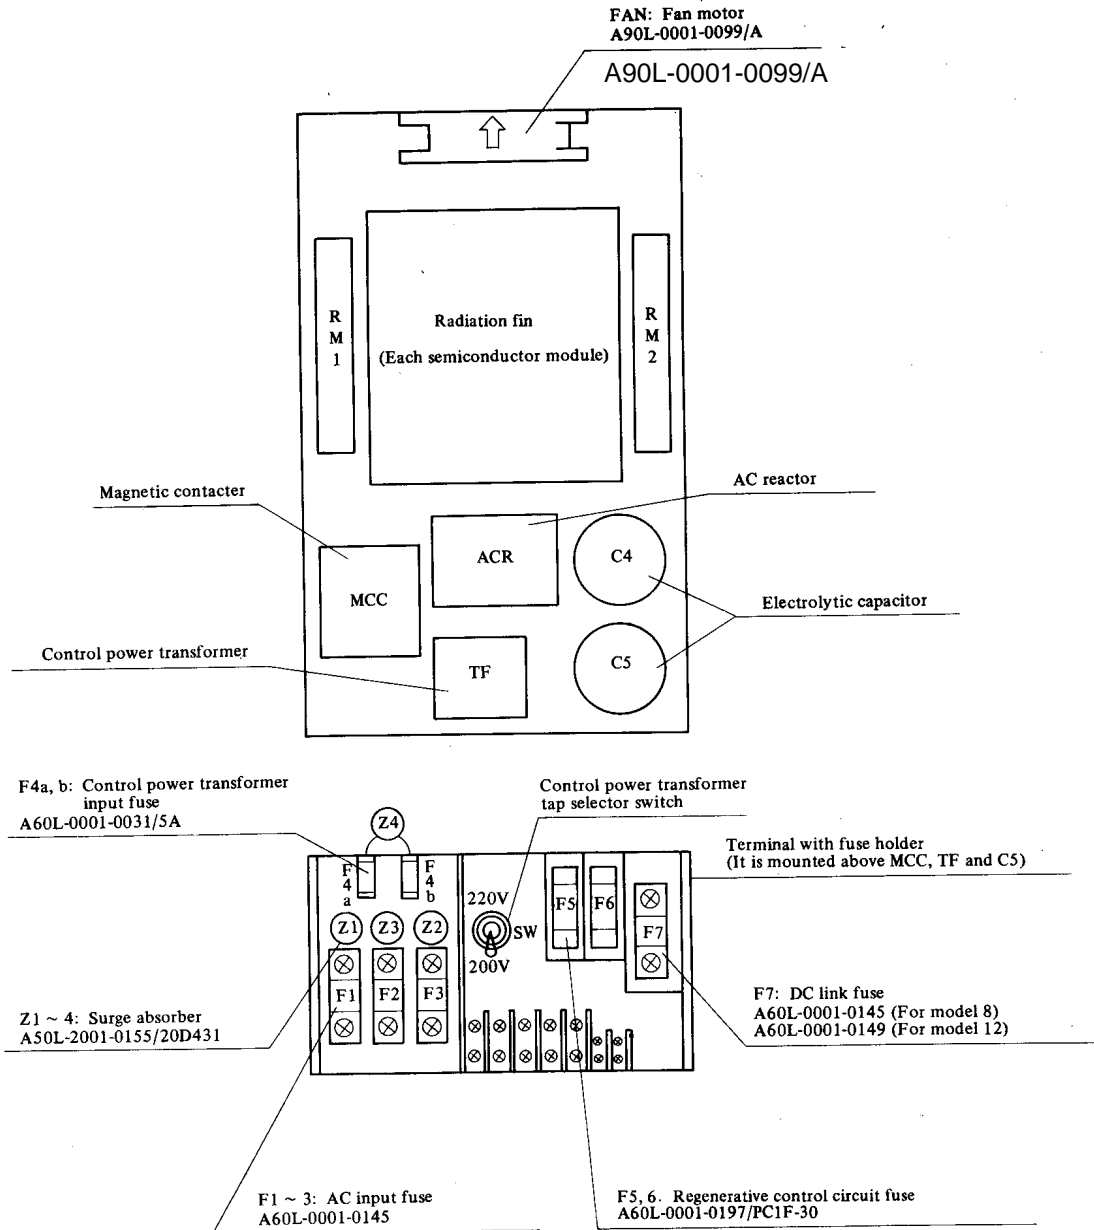 FAN: Fan motor
A90L-0001-0099/A
A90L-0001-0099/A
R
M
1
Radiation fin
(Each semiconductor module)
R
M
2
Magnetic contacter
AC reactor
MCC
ACR
C4
Electrolytic capacitor
Control power transformer
TF
C5
F4a, b: Control power transformer
input fuse
A60L-0001-0031/5A
Control power transformer
tap selector switch
Terminal with fuse holder
(It is mounted above MCC, TF and C5)
Z4
F
4
a
F
4
b
220V
SW
200V
F5
F6
F7
Z1
Z3
Z2
F1
F2
F3
Z1 ~ 4: Surge absorber
A50L-2001-0155/20D431
F7: DC link fuse
A60L-0001-0145 (For model 8)
A60L-0001-0149 (For model 12)
F1 ~ 3: AC input fuse
A60L-0001-0145
F5, 6. Regenerative control circuit fuse
A60L-0001-0197/PC1F-30